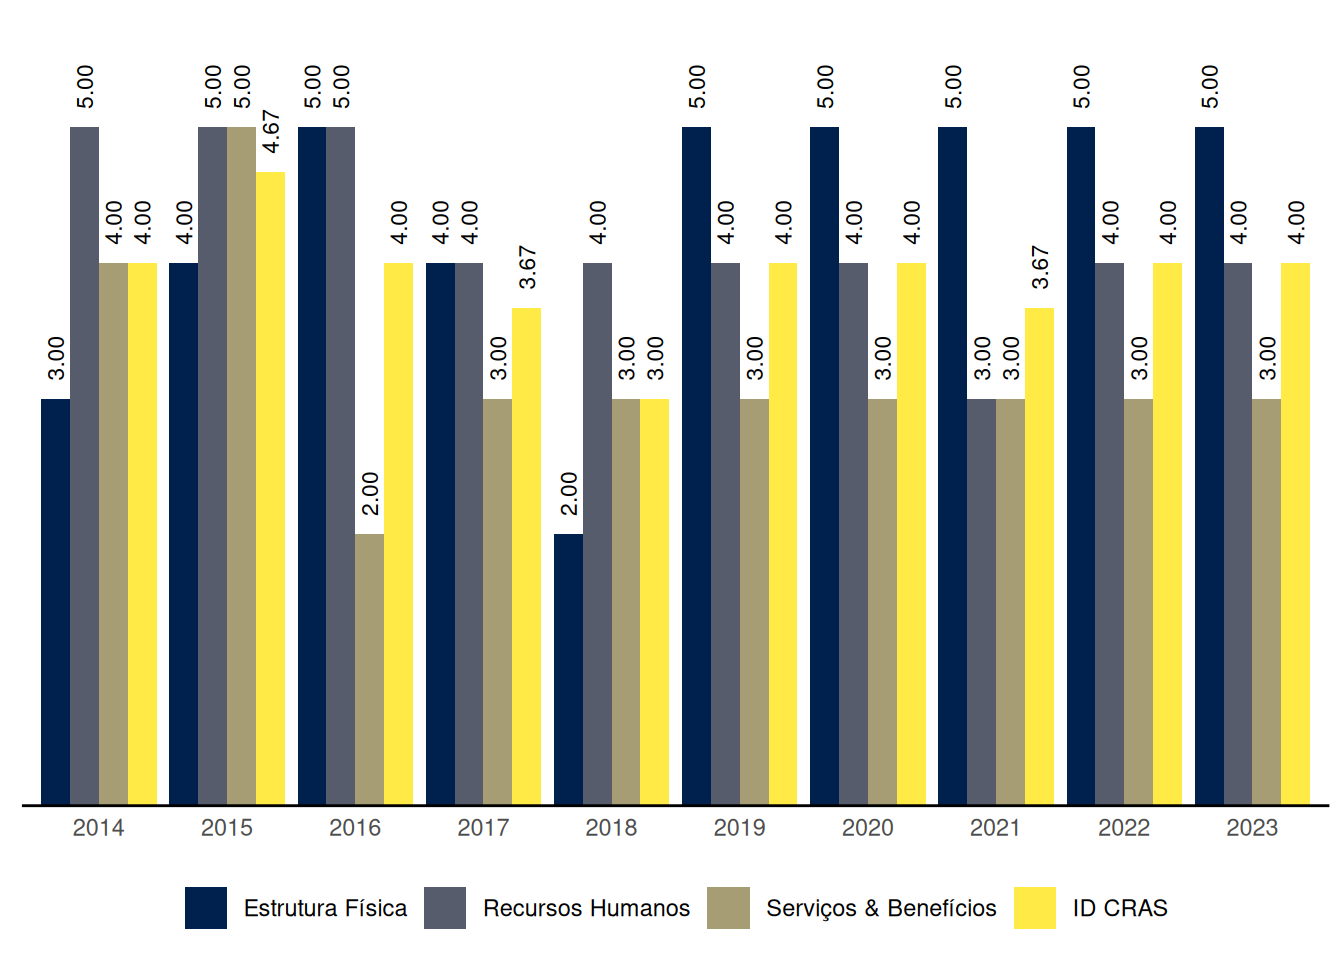 5.00 5.00 5.00 5.00 5.00 5.00 5.00 5.00 5.00 5.00
4.67
4.00 4.00 4.00 4.00 4.00 4.00 4.00 4.00 4.00 4.00 4.00 4.00 4.00 4.00 4.00
3.67 3.67
3.00 3.00 3.00 3.00 3.00 3.00 3.00 3.00 3.00 3.00
2.00 2.00
2014 2015 2016 2017 2018 2019 2020 2021 2022 2023
Estrutura Física Recursos Humanos Serviços & Benefícios ID CRAS